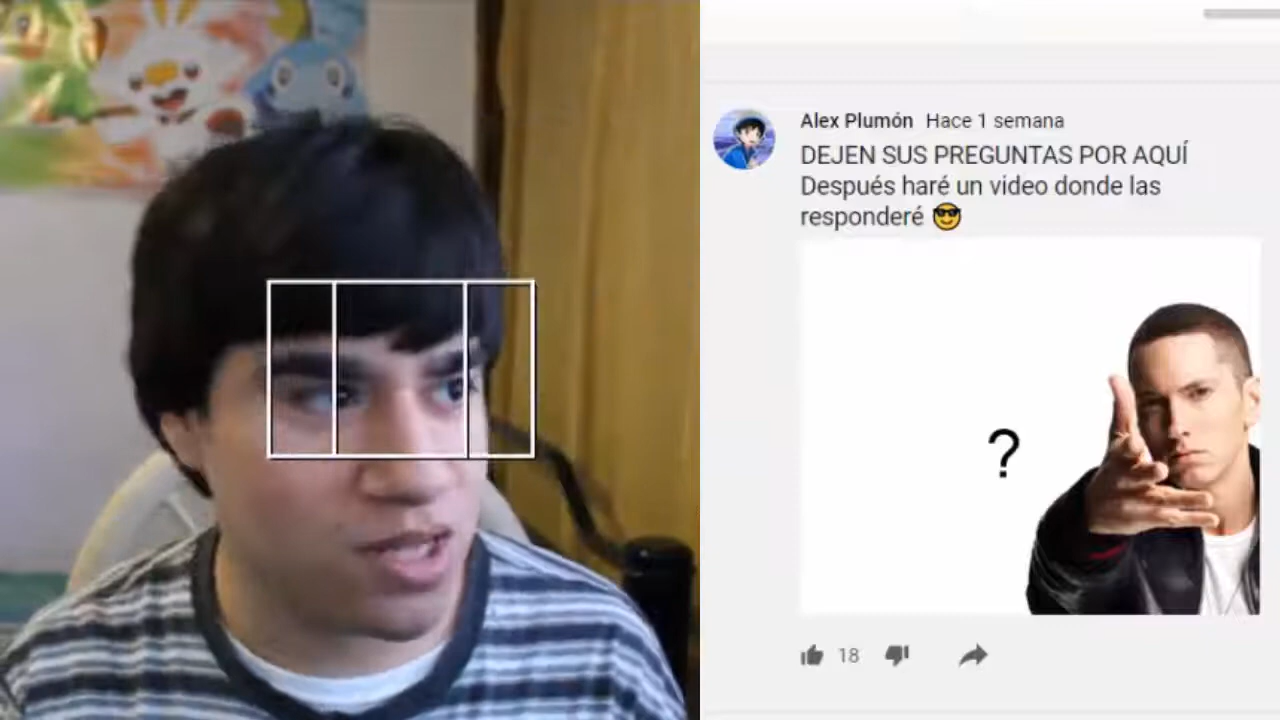 Alex Plumón Hace 1 semana
DEJEN SUS PREGUNTAS POR AQUÍ
Después haré un video donde las
responderé 😎
?
18